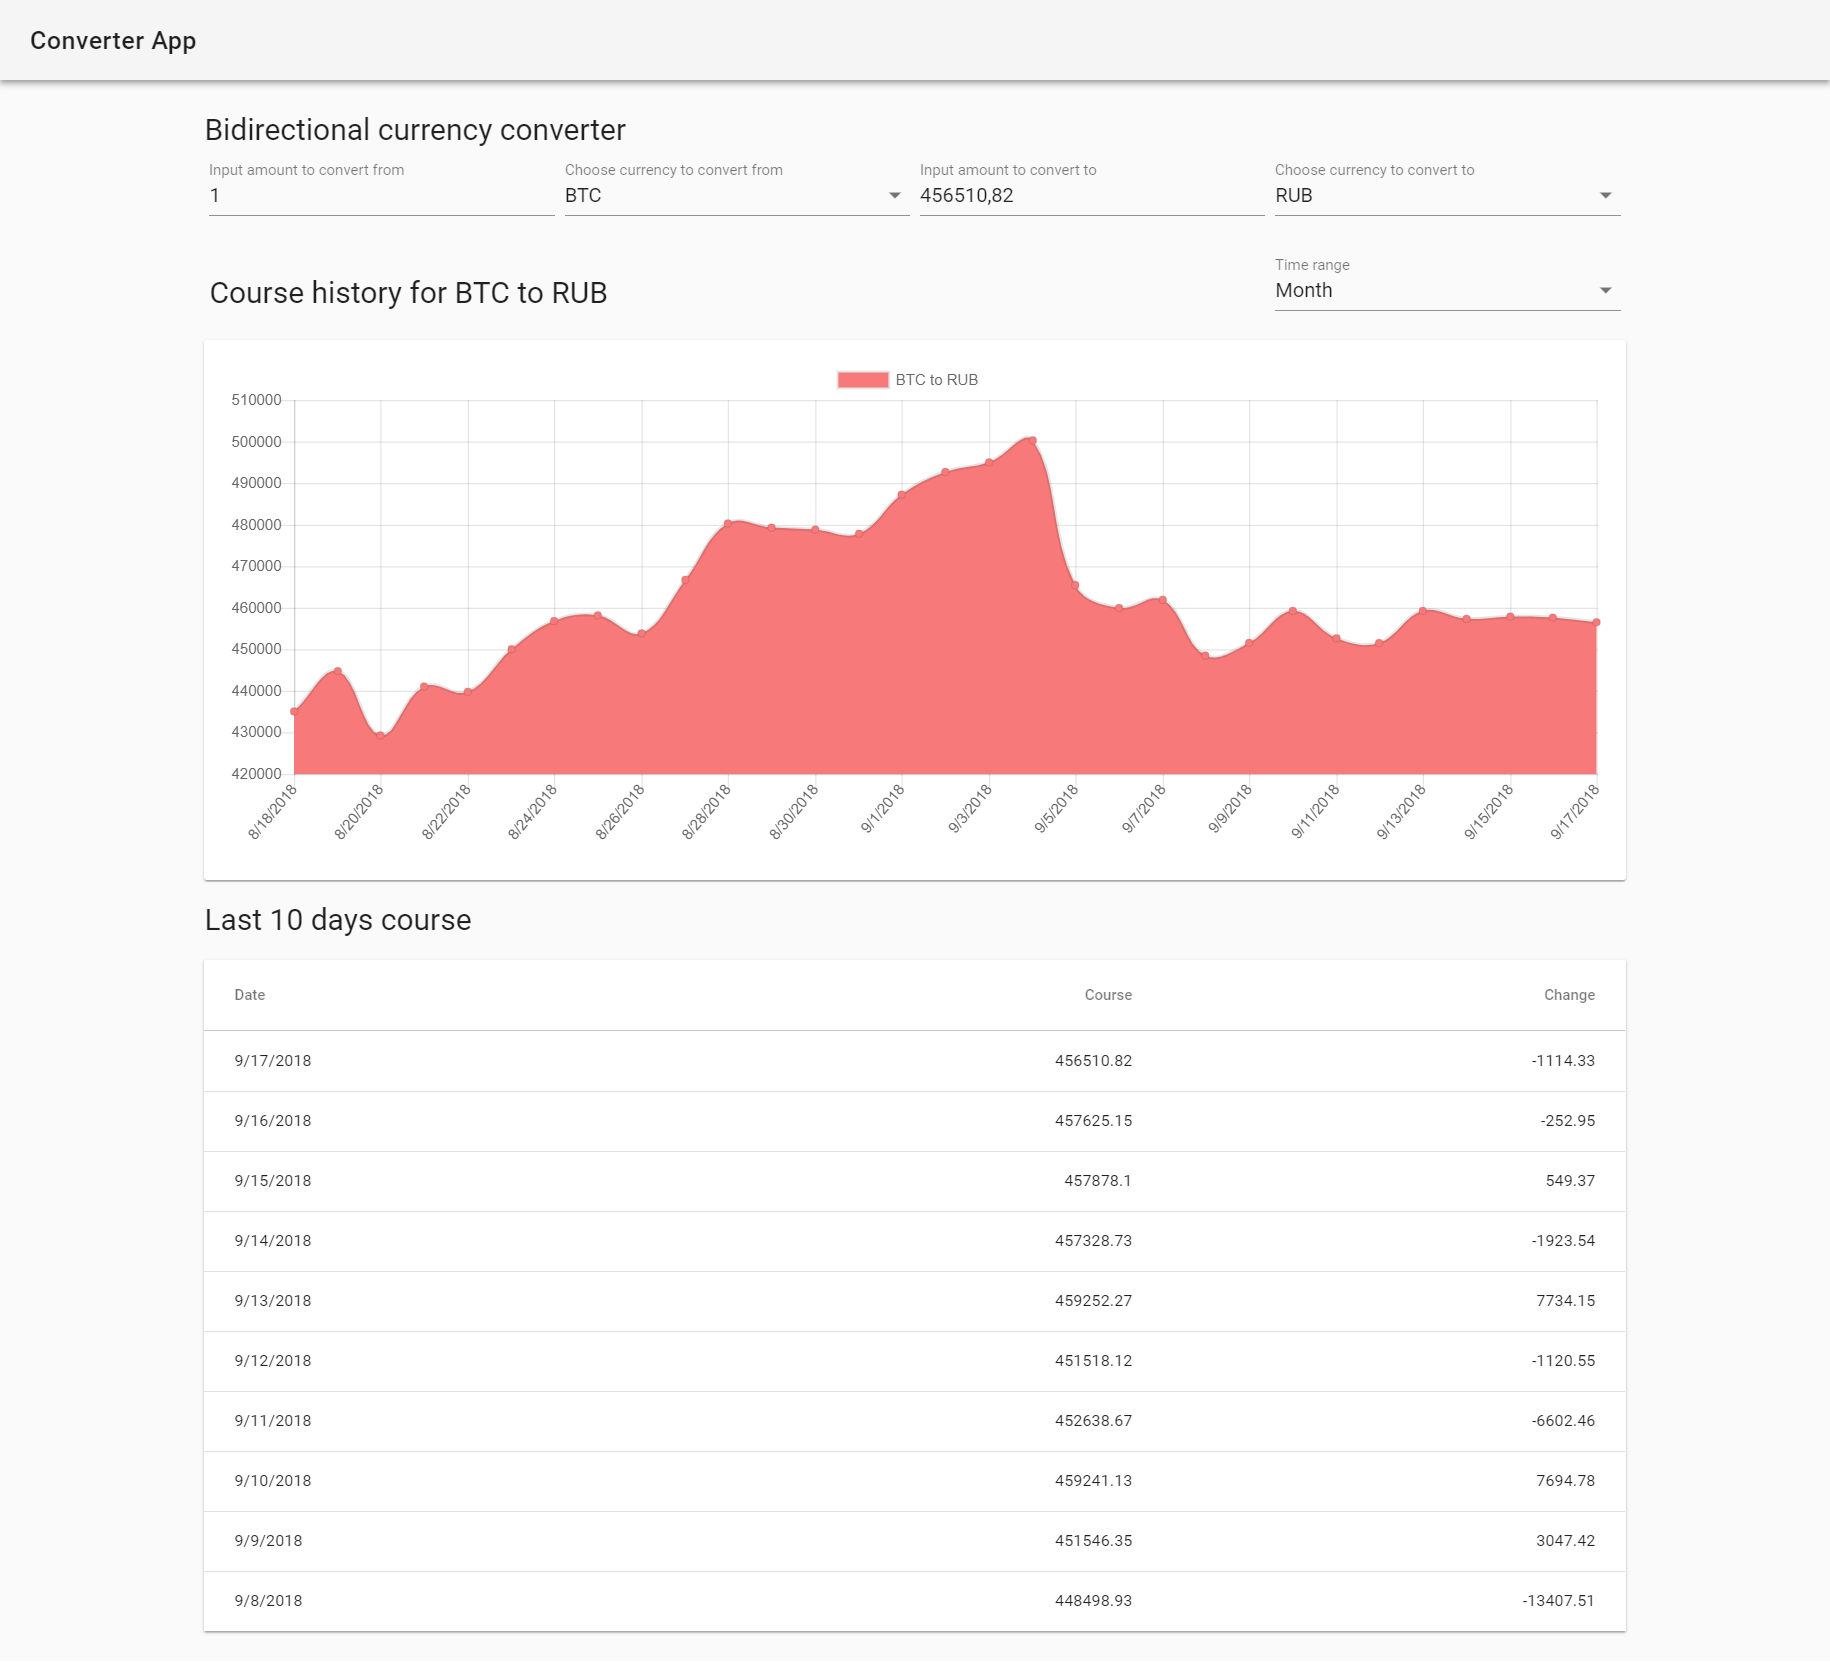 Converter App
Bidirectional currency converter
Input amount to convert from Choose currency to convert from Input amount to convert to Choose currency to convert to
1 BTC 456510,82 RUB
Time range
Course history for BTC to RUB Month
BTC to RUB
510000
500000
490000
480000
470000
460000
450000
440000
430000
420000
8/18/2018 8/20/2018 8/22/2018 8/24/2018 8/26/2018 8/28/2018 8/30/2018 9/1/2018 9/3/2018 9/5/2018 9/7/2018 9/9/2018 9/11/2018 9/13/2018 9/15/2018 9/17/2018
Last 10 days course
Date Course Change
9/17/2018 456510.82 -1114.33
9/16/2018 457625.15 -252.95
9/15/2018 457878.1 549.37
9/14/2018 457328.73 -1923.54
9/13/2018 459252.27 7734.15
9/12/2018 451518.12 -1120.55
9/11/2018 452638.67 -6602.46
9/10/2018 459241.13 7694.78
9/9/2018 451546.35 3047.42
9/8/2018 448498.93 -13407.51